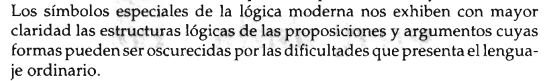 Los símbolos especiales de la lógica moderna nos exhiben con mayor
claridad las estructuras lógicas de las proposiciones y argumentos cuyas
formas pueden ser oscurecidas por las dificultades que presenta el lengua-
je ordinario.